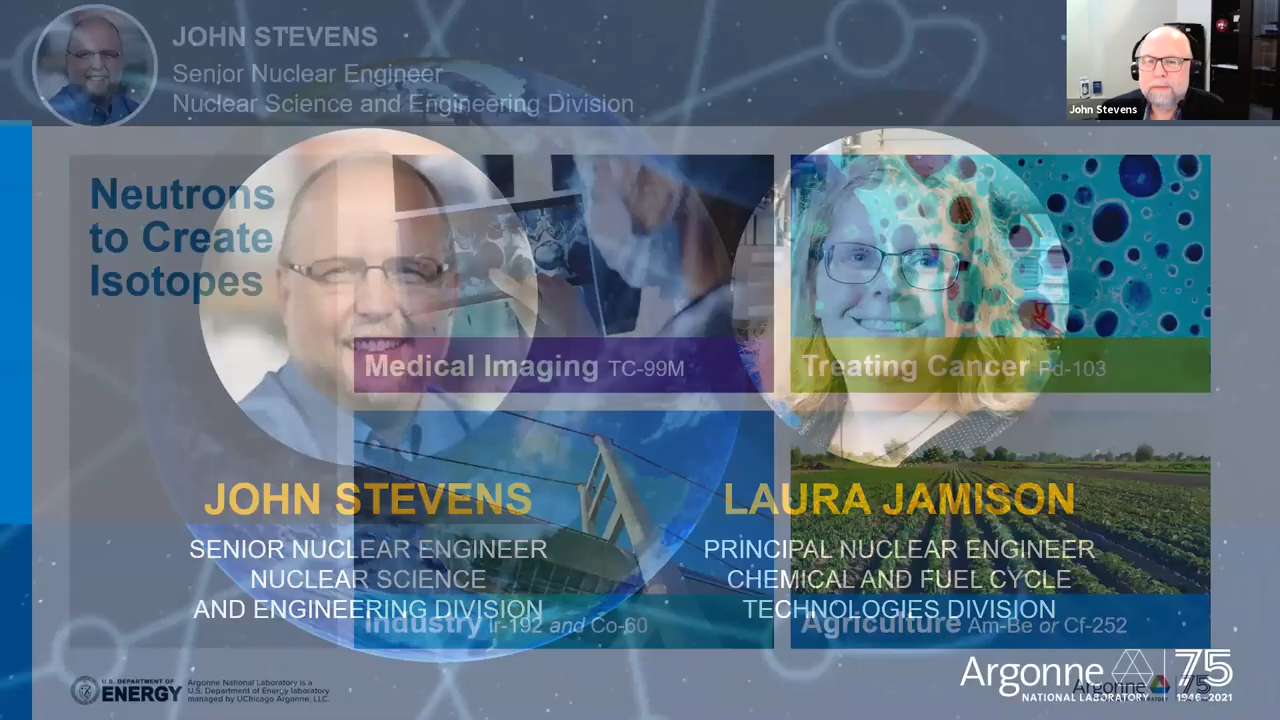 JOHN STEVENS
Senior Nuclear Engineer
Nuclear Science and Engineering Division
John Stevens
Neutrons
to Create
Isotopes
Medical Imaging TC-99M
Treating Cancer Pd-103
JOHN STEVENS
SENIOR NUCLEAR ENGINEER
NUCLEAR SCIENCE
AND ENGINEERING DIVISION
LAURA JAMISON
PRINCIPAL NUCLEAR ENGINEER
CHEMICAL AND FUEL CYCLE
TECHNOLOGIES DIVISION
Industry Ir-192 and Co-60
Agriculture Am-Be or Cf-252
U.S. DEPARTMENT OF
ENERGY
Argonne National Laboratory is a
U.S. Department of Energy laboratory
managed by UChicago Argonne, LLC.
Argonne
NATIONAL LABORATORY
75
1946–2021
Argonne
75